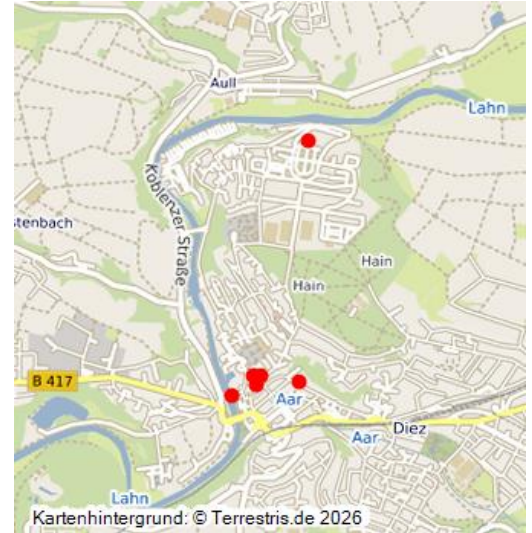 Aull
Lahn
Koblenzer Straße
stenbach
Hain
Hain
B 417
Aar
Diez
Aar
Lahn
Kartenhintergrund: © Terrestris.de 2026